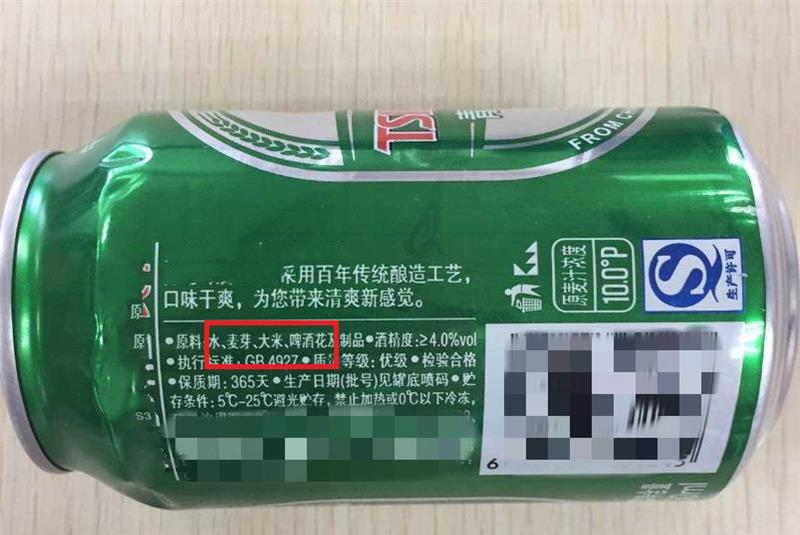 TS
FROM C
采用百年传统酿造工艺，
口味干爽，为您带来清爽新感觉。
原麦汁浓度
10.0°P
生产许可
原
原
●原料:水、麦芽、大米、啤酒花及制品●酒精度:≥4.0%vol
●执行标准: GB 4927●质量等级: 优级●检验合格
●保质期: 365天●生产日期(批号)见罐底喷码●贮
存条件: 5℃-25℃避光贮存, 禁止加热或0℃以下冷冻,
S3
6
ml